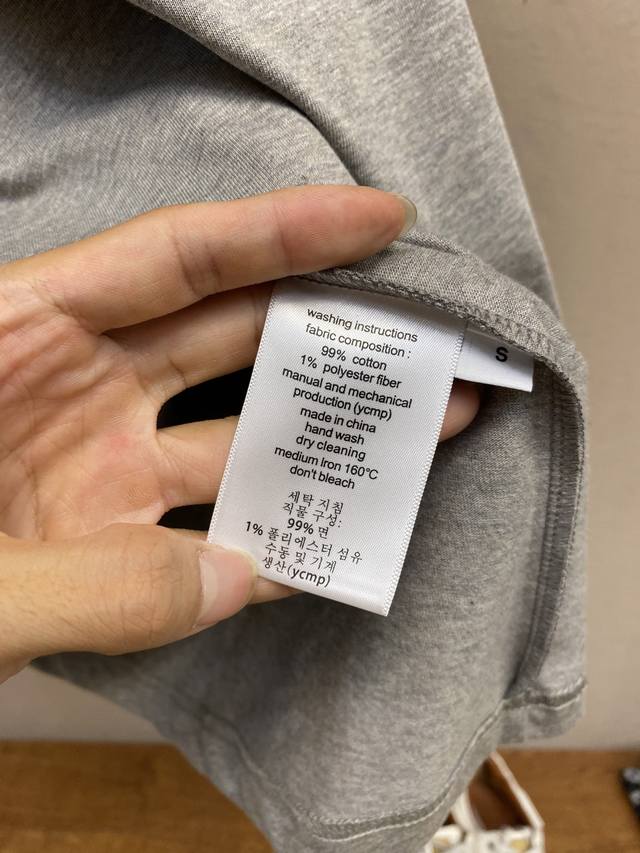 washing instructions
fabric composition :
99% cotton
1% polyester fiber
manual and mechanical
production (ycmp)
made in china
hand wash
dry cleaning
medium Iron 160℃
don't bleach
세탁 지침
직물 구성:
99% 면
1% 폴리에스터 섬유
수동 및 기계
생산(ycmp)
S